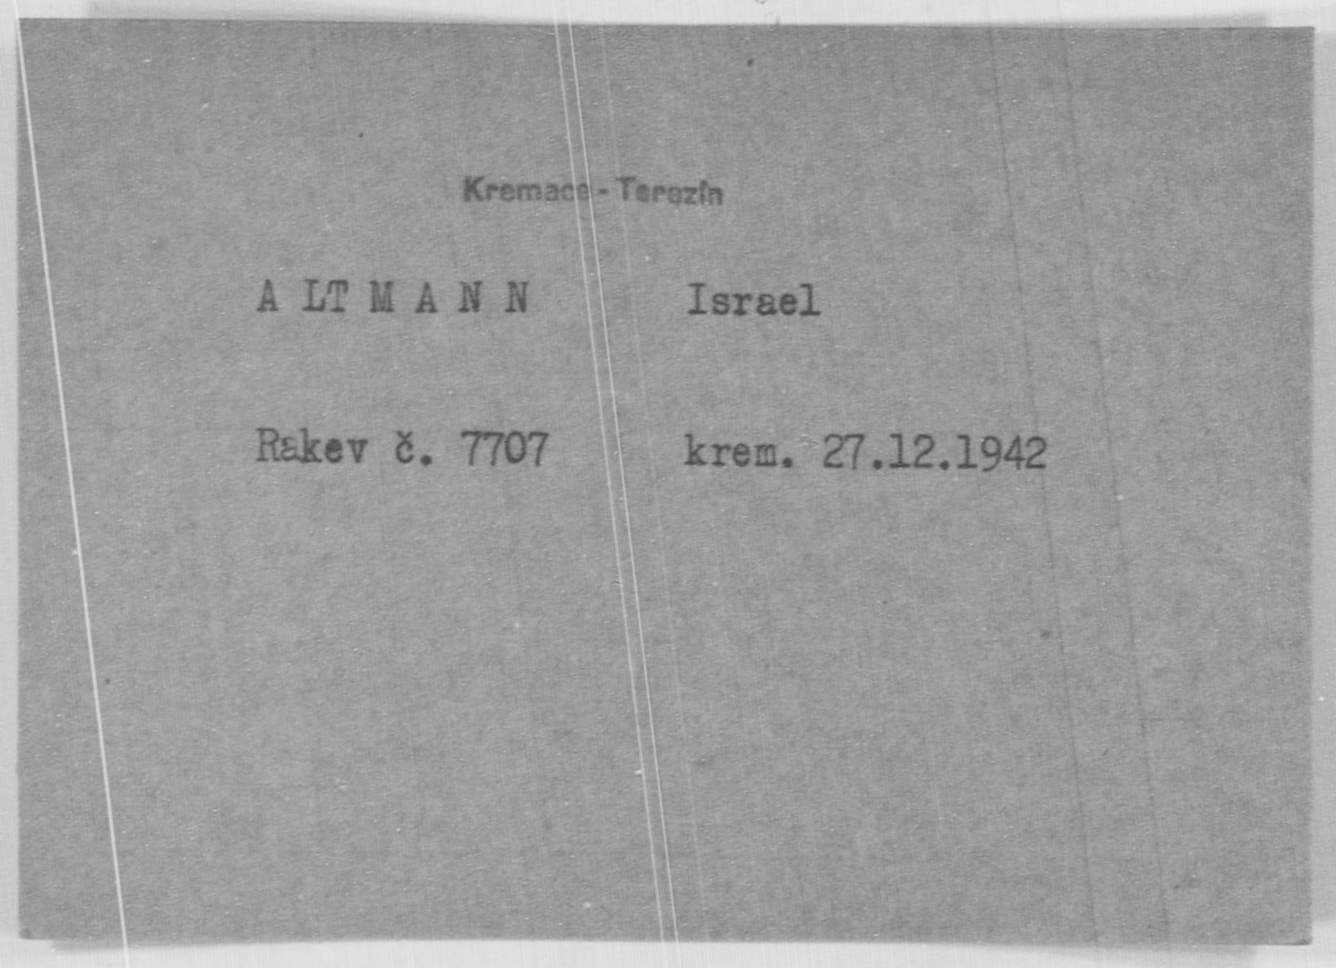 Kremace - Terezín
A LT M A N N Israel
Rakev č. 7707 krem. 27.12.1942